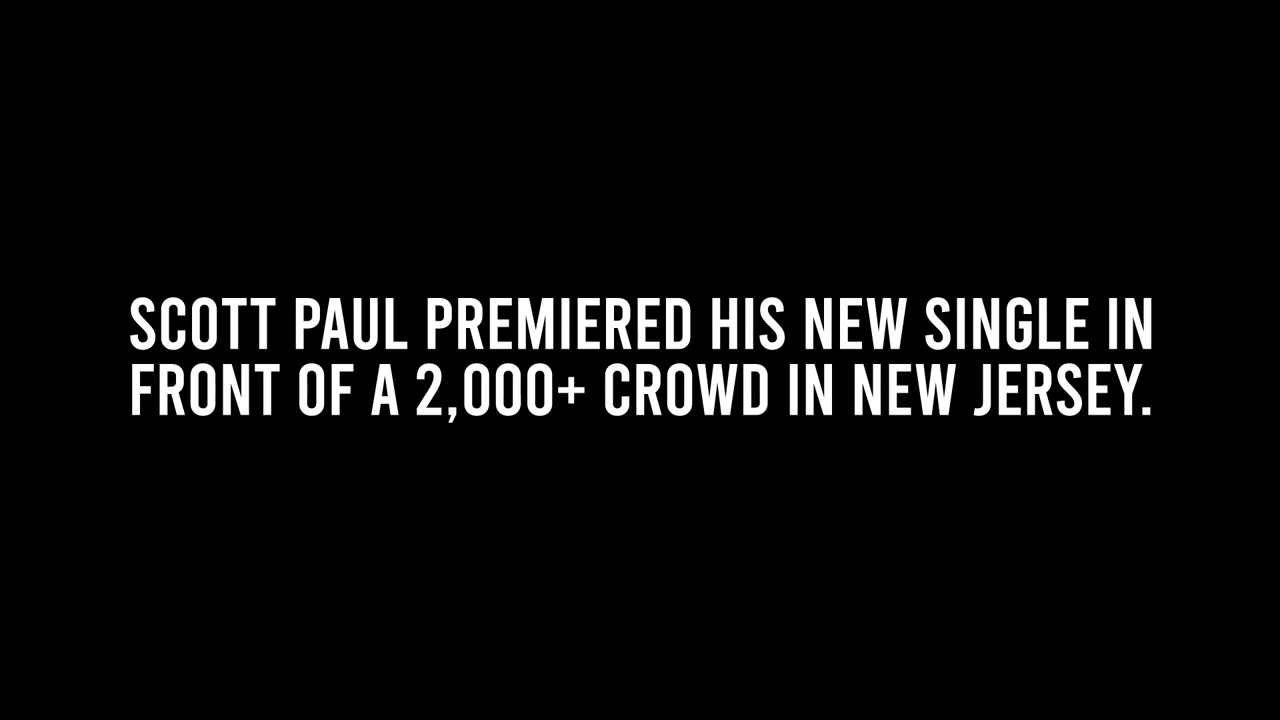 SCOTT PAUL PREMIERED HIS NEW SINGLE IN
FRONT OF A 2,000+ CROWD IN NEW JERSEY.